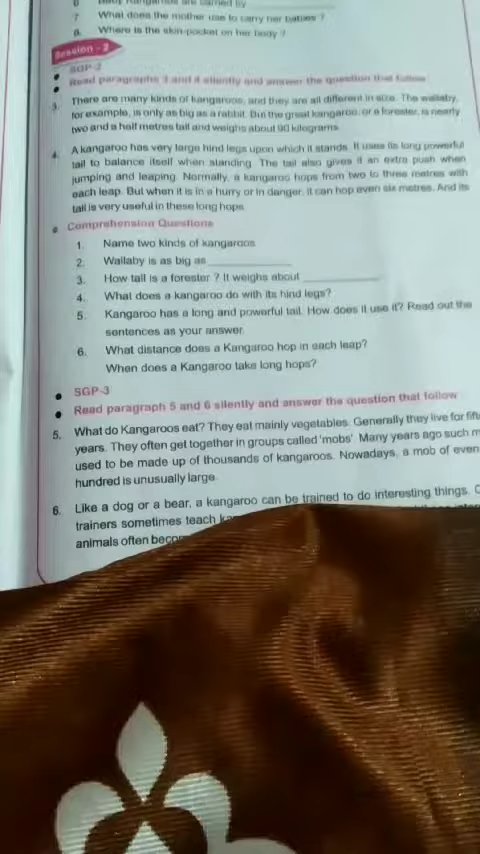 6 Baby Kangaroos are carried by
7 What does the mother use to carry her babies ?
8. Where is the skin-pocket on her body ?
Session - 2
SGP-2
Read paragraphs 3 and 4 silently and answer the question that follow
3. There are many kinds of kangaroos, and they are all different in size. The wallaby,
for example, is only as big as a rabbit. But the great kangaroo, or a forester, is nearly
two and a half metres tall and weighs about 90 kilograms.
4. A kangaroo has very large hind legs upon which it stands. It uses its long powerful
tail to balance itself when standing. The tail also gives it an extra push when
jumping and leaping. Normally, a kangaroo hops from two to three metres with
each leap. But when it is in a hurry or in danger, it can hop even six metres. And its
tail is very useful in these long hops.
Comprehension Questions
1. Name two kinds of kangaroos
2. Wallaby is as big as ____________
3. How tall is a forester ? It weighs about ____________
4. What does a kangaroo do with its hind legs?
5. Kangaroo has a long and powerful tail. How does it use it? Read out the
sentences as your answer.
6. What distance does a Kangaroo hop in each leap?
When does a Kangaroo take long hops?
SGP-3
Read paragraph 5 and 6 silently and answer the question that follow
5. What do Kangaroos eat? They eat mainly vegetables. Generally they live for
years. They often get together in groups called 'mobs'. Many years ago such
used to be made up of thousands of kangaroos. Nowadays, a mob of even
hundred is unusually large.
6. Like a dog or a bear, a kangaroo can be trained to do interesting things.
trainers sometimes teach
animals often